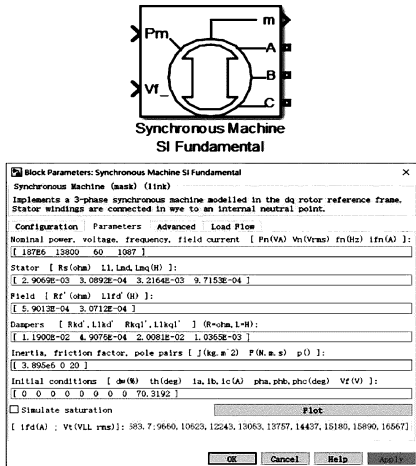 m
Pm
A
B
Vf_
C
Synchronous Machine
SI Fundamental
Block Parameters: Synchronous Machine SI Fundamental
Synchronous Machine (mask) (link)
Implements a 3-phase synchronous machine modelled in the dq rotor reference frame.
Stator windings are connected in wye to an internal neutral point.
Configuration Parameters Advanced Load Flow
Nominal power, voltage, frequency, field current [ Pn(VA) Vn(Vrms) fn(Hz) ifn(A) ]:
[ 187E6 13800 60 1087 ]
Stator [ Rs(ohm) Ll,Lmd,Lmq(H) ]:
[ 2.9069E-03 3.0892E-04 3.2164E-03 9.7153E-04 ]
Field [ Rf'(ohm) Llfd'(H) ]:
[ 5.9013E-04 3.0712E-04 ]
Dampers [ Rkd',Llkd' Rkq1',Llkq1' ] (R=ohm,L=H):
[ 1.1900E-02 4.9076E-04 2.0081E-02 1.0365E-03 ]
Inertia, friction factor, pole pairs [ J(kg.m^2) F(N.m.s) p() ]:
[ 3.895e6 0 20 ]
Initial conditions [ dw(%) th(deg) ia,ib,ic(A) pha,phb,phc(deg) Vf(V) ]:
[ 0 0 0 0 0 0 0 0 70.3192 ]
Simulate saturation Plot
[ ifd(A) ; Vt(VLL rms)]: 583.7;9660, 10623, 12243, 13063, 13757, 14437, 15180, 15890, 16567]
OK Cancel Help Apply